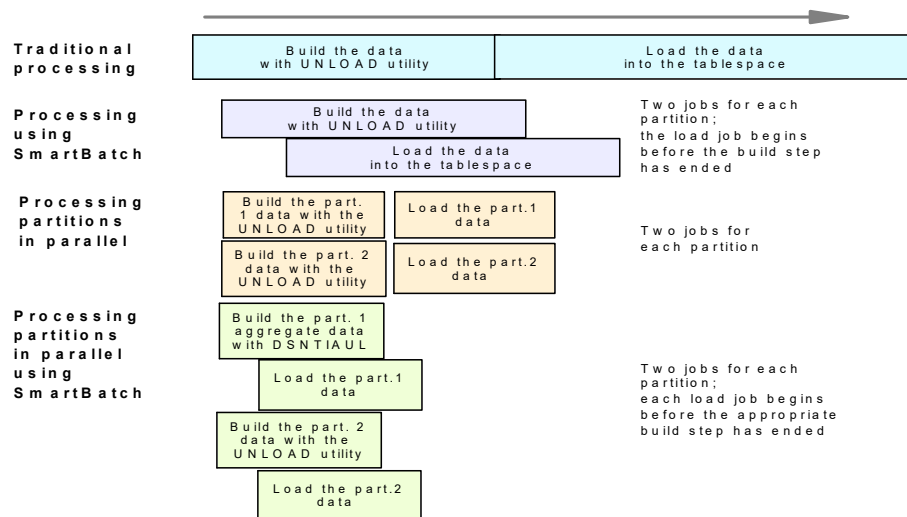 Traditional
processing
Build the data
with UNLOAD utility
Load the data
into the tablespace
Processing
using
SmartBatch
Build the data
with UNLOAD utility
Load the data
into the tablespace
Two jobs for each
partition;
the load job begins
before the build step
has ended
Processing
partitions
in parallel
Build the part.
1 data with the
UNLOAD utility
Load the part.1
data
Build the part. 2
data with the
UNLOAD utility
Load the part.2
data
Two jobs for
each partition
Processing
partitions
in parallel
using
SmartBatch
Build the part. 1
aggregate data
with DSNTIAUL
Load the part.1
data
Build the part. 2
data with the
UNLOAD utility
Load the part.2
data
Two jobs for each
partition;
each load job begins
before the appropriate
build step has ended